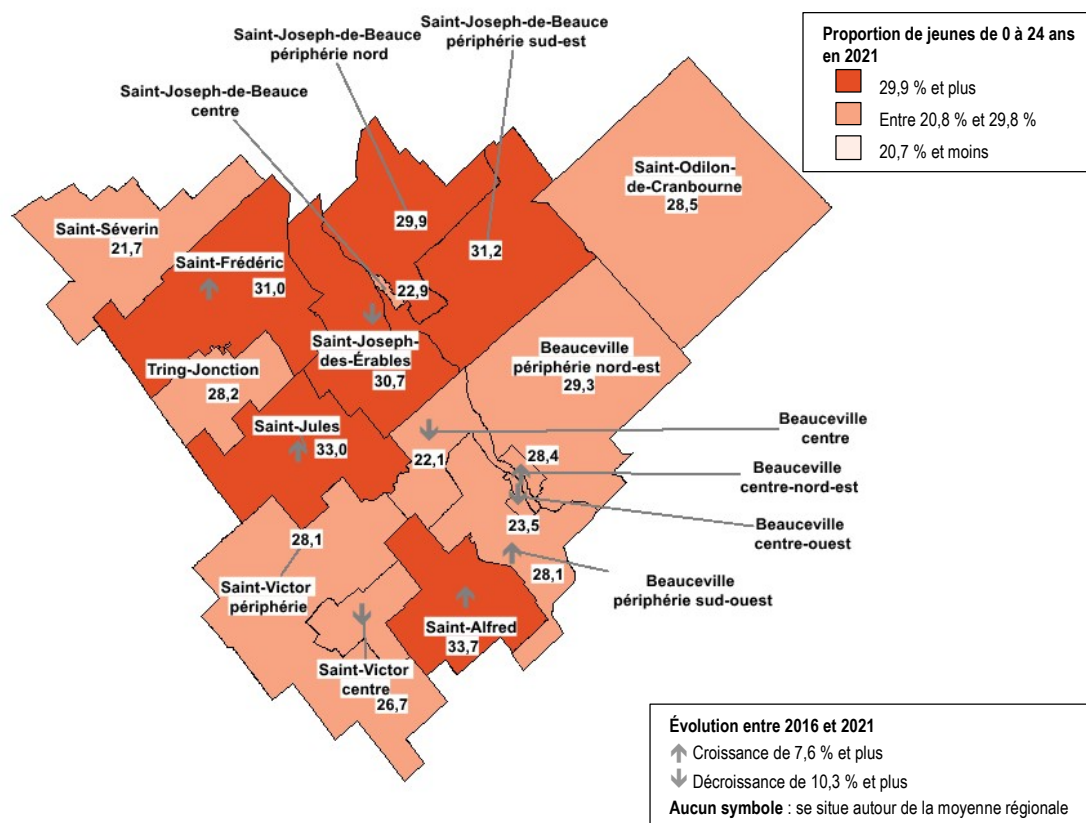 Saint-Joseph-de-Beauce
périphérie nord
Saint-Joseph-de-Beauce
périphérie sud-est
Saint-Joseph-de-Beauce
centre
Proportion de jeunes de 0 à 24 ans
en 2021
29,9 % et plus
Entre 20,8 % et 29,8 %
20,7 % et moins
Saint-Odilon-
de-Cranbourne
28,5
29,9
31,2
Saint-Séverin
21,7
Saint-Frédéric
31,0
22,9
Saint-Joseph-
des-Érables
30,7
Beauceville
périphérie nord-est
29,3
Tring-Jonction
28,2
Saint-Jules
33,0
Beauceville
centre
22,1
28,4
Beauceville
centre-nord-est
23,5
Beauceville
centre-ouest
28,1
Saint-Victor
périphérie
28,1
Beauceville
périphérie sud-ouest
Saint-Alfred
33,7
Saint-Victor
centre
26,7
Évolution entre 2016 et 2021
Croissance de 7,6 % et plus
Décroissance de 10,3 % et plus
Aucun symbole : se situe autour de la moyenne régionale